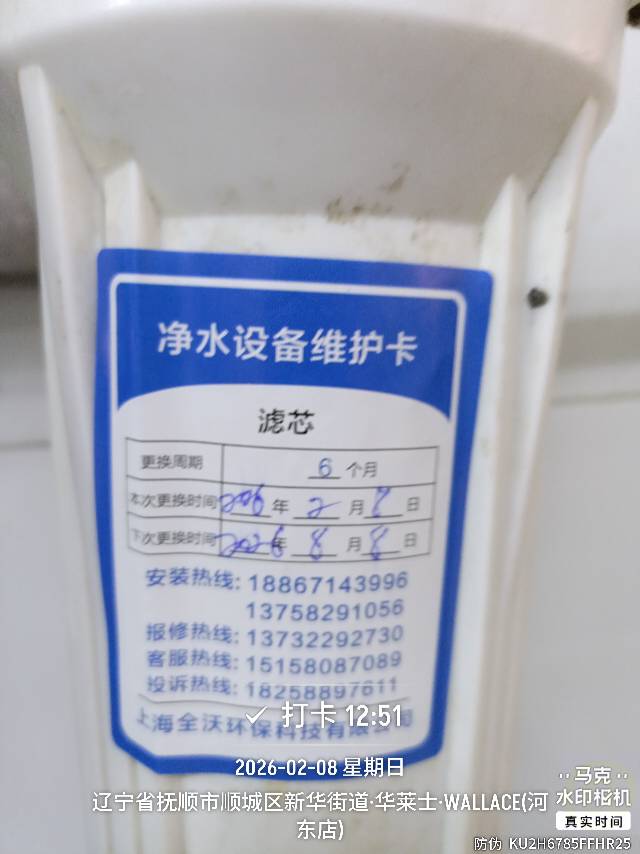 净水设备维护卡
滤芯
更换周期 6 个月
本次更换时间 2026 年 2 月 8 日
下次更换时间 2026 年 8 月 8 日
安装热线: 18867143996
13758291056
报修热线: 13732292730
客服热线: 15158087089
投诉热线: 18258897611
上海全沃环保科技有限公司
打卡 12:51
2026-02-08 星期日
辽宁省抚顺市顺城区新华街道·华莱士·WALLACE(河
东店)
马克
水印相机
真实时间
防伪 KU2H6785FFHR25